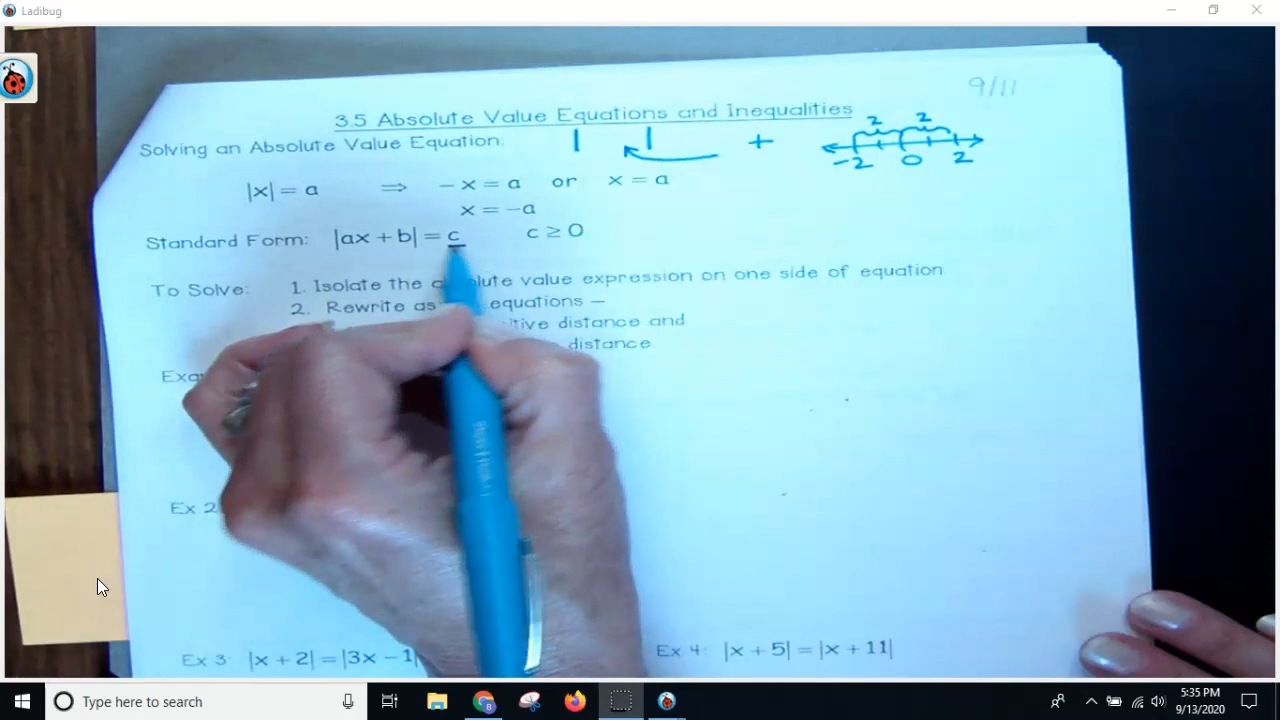 Ladibug
9/11
3.5 Absolute Value Equations and Inequalities
Solving an Absolute Value Equation:
| | +
2 2
-2 0 2
|x| = a ⇒ -x = a or x = a
x = -a
Standard Form: |ax + b| = c c ≥ 0
To Solve: 1. Isolate the absolute value expression on one side of equation
2. Rewrite as equations –
distance and
distance
Ex 2
Ex 3: |x + 2| = |3x - 1|
Ex 4: |x + 5| = |x + 11|
Type here to search
5:35 PM
9/13/2020